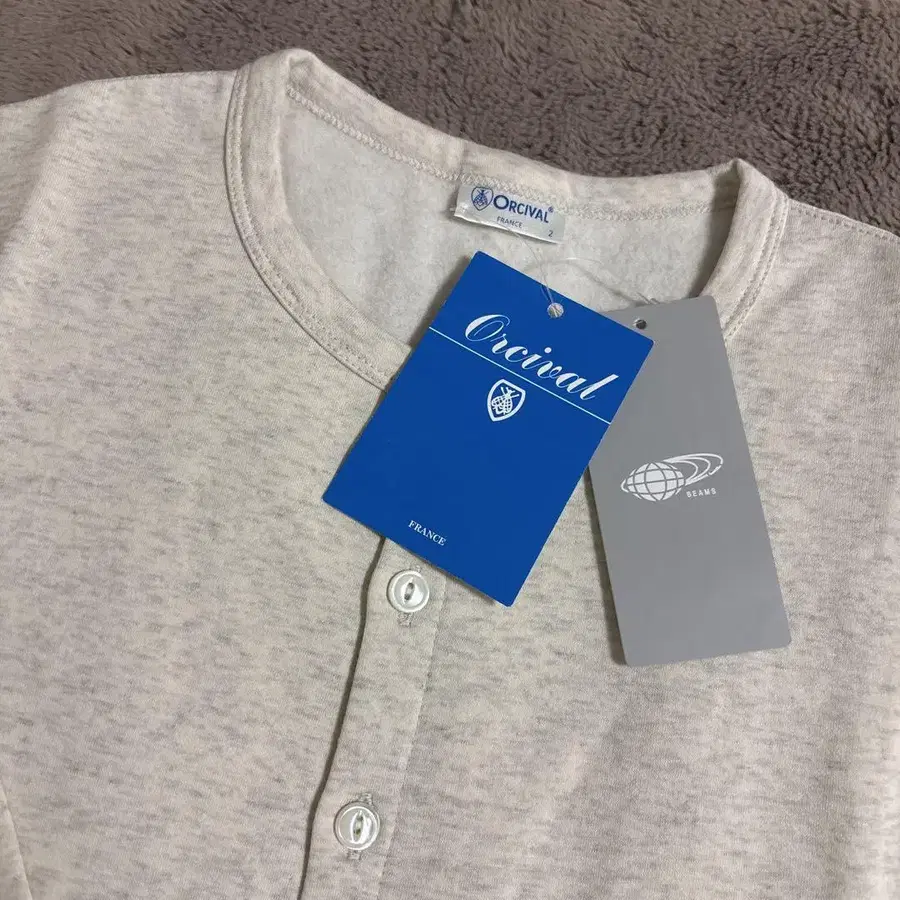 ORCIVAL®
FRANCE
2
Orcival
FRANCE
BEAMS